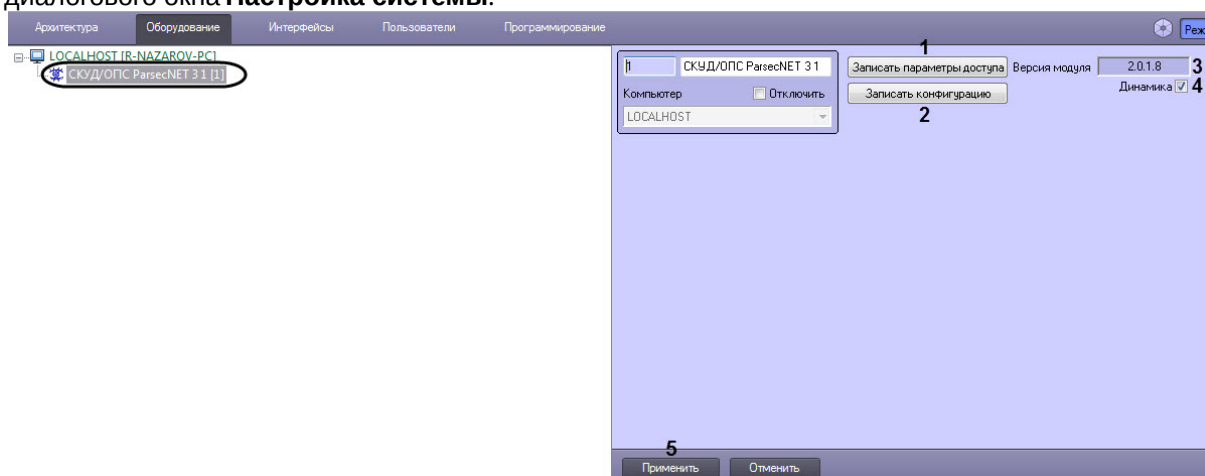 диалогового окна Настройка системы.
Архитектура Оборудование Интерфейсы Пользователи Программирование Реж
LOCALHOST [R-NAZAROV-PC]
СКУД/ОПС ParsecNET 3 1 [1]
1
1 СКУД/ОПС ParsecNET 3 1 Записать параметры доступа Версия модуля 2.0.1.8 3
Компьютер Отключить Записать конфигурацию Динамика 4
LOCALHOST 2
5
Применить Отменить